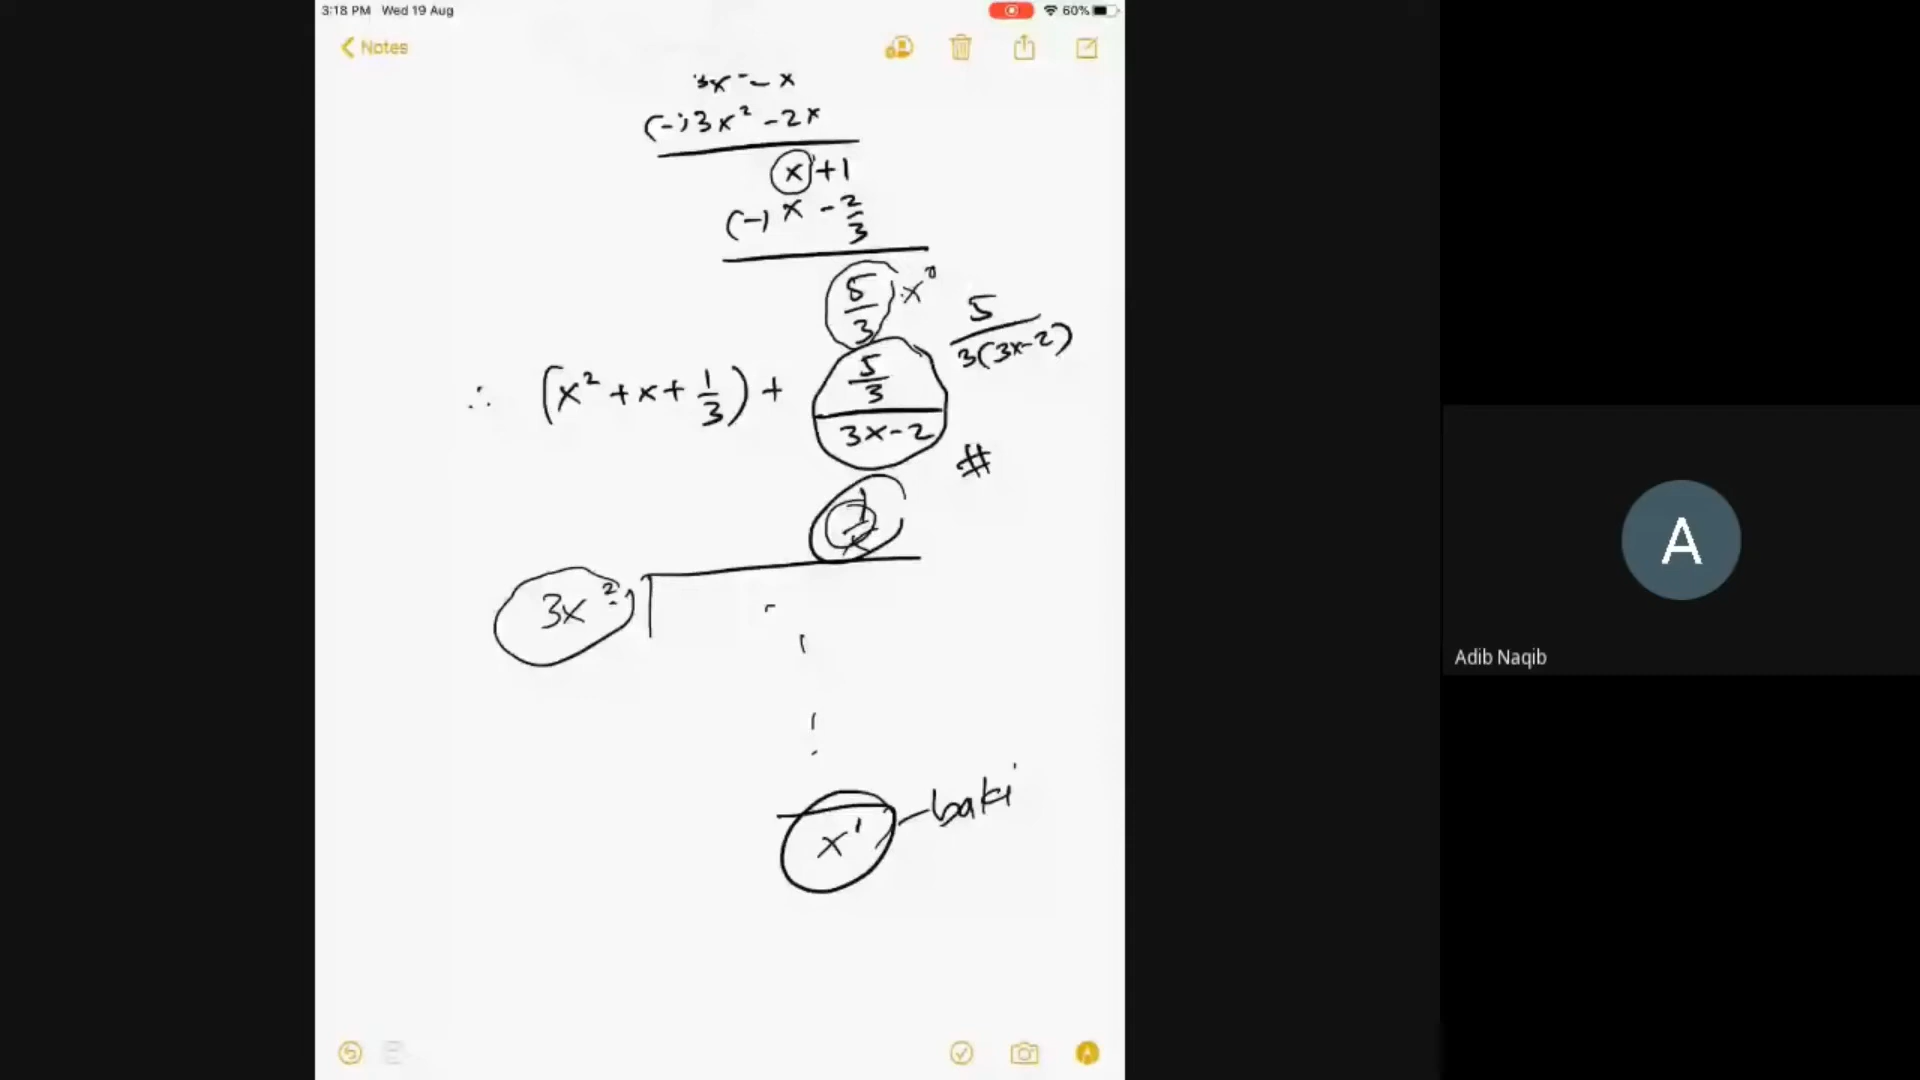 3:18 PM Wed 19 Aug
60%
Notes
3x² - x
(-) 3x² - 2x
x + 1
(-) x - 2/3
5/3 . x⁰
5/3(3x-2)
∴ (x² + x + 1/3) + 5/3/3x-2
#
1/x
3x²
x¹ - baki
A
Adib Naqib